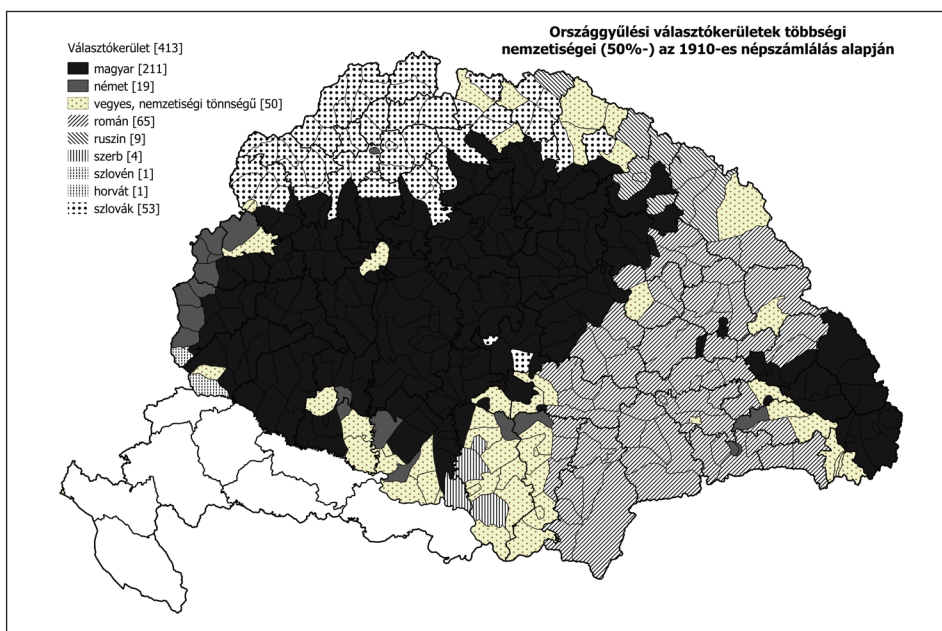 Országgyűlési választókerületek többségi
nemzetiségei (50%-) az 1910-es népszámlálás alapján
Választókerület [413]
magyar [211]
német [19]
vegyes, nemzetiségi tönnségű [50]
román [65]
ruszin [9]
szerb [4]
szlovén [1]
horvát [1]
szlovák [53]